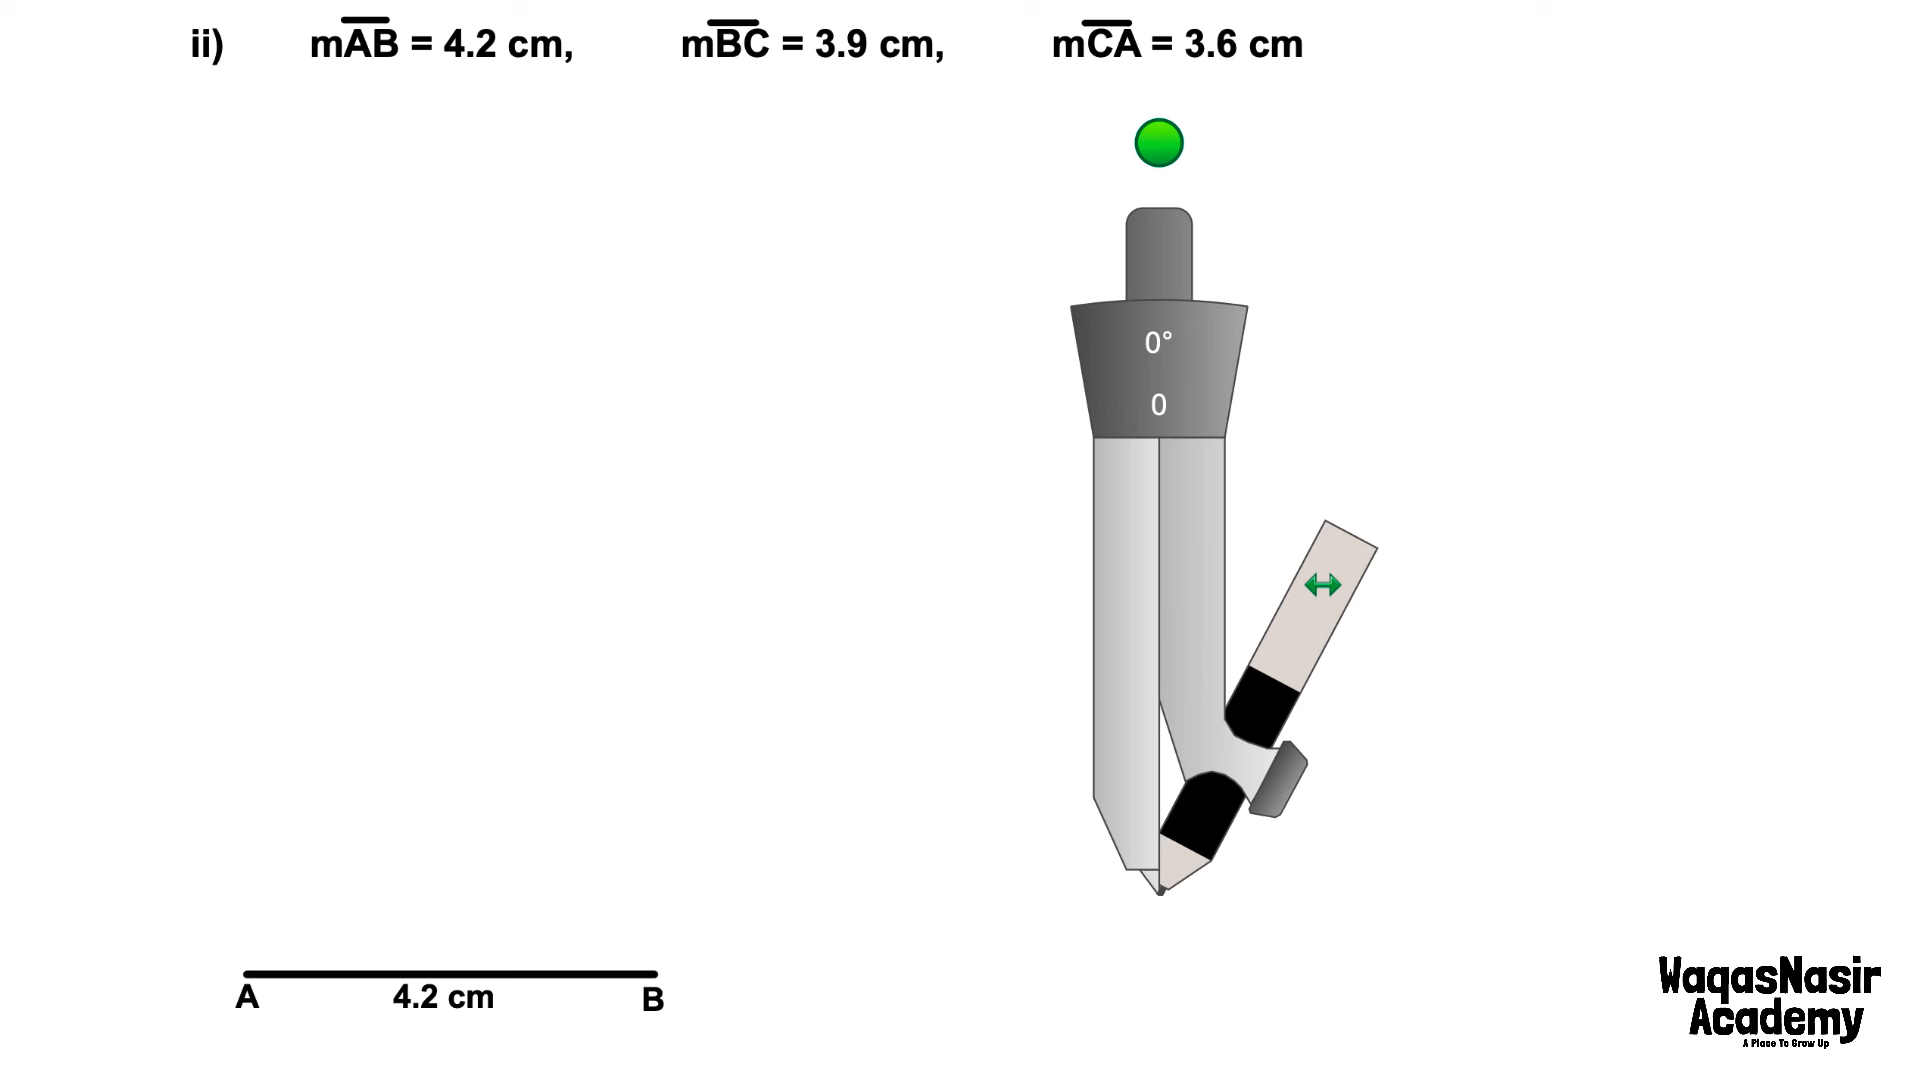 ii) mAB = 4.2 cm, mBC = 3.9 cm, mCA = 3.6 cm
0°
0
A 4.2 cm B
WaqasNasir
Academy
A Place To Grow Up